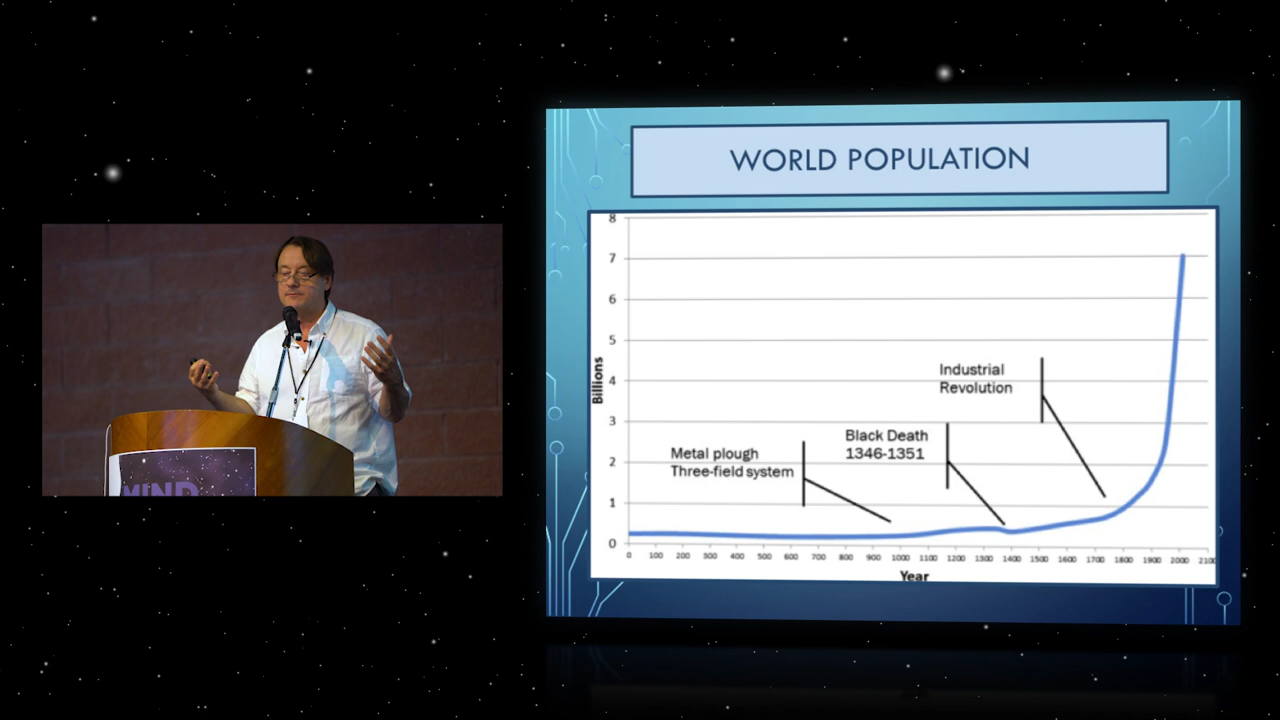 MIND
WORLD POPULATION
8
7
6
5
4
3
2
1
0
Billions
Metal plough
Three-field system
Black Death
1346-1351
Industrial
Revolution
0 100 200 300 400 500 600 700 800 900 1000 1100 1200 1300 1400 1500 1600 1700 1800 1900 2000 2100
Year